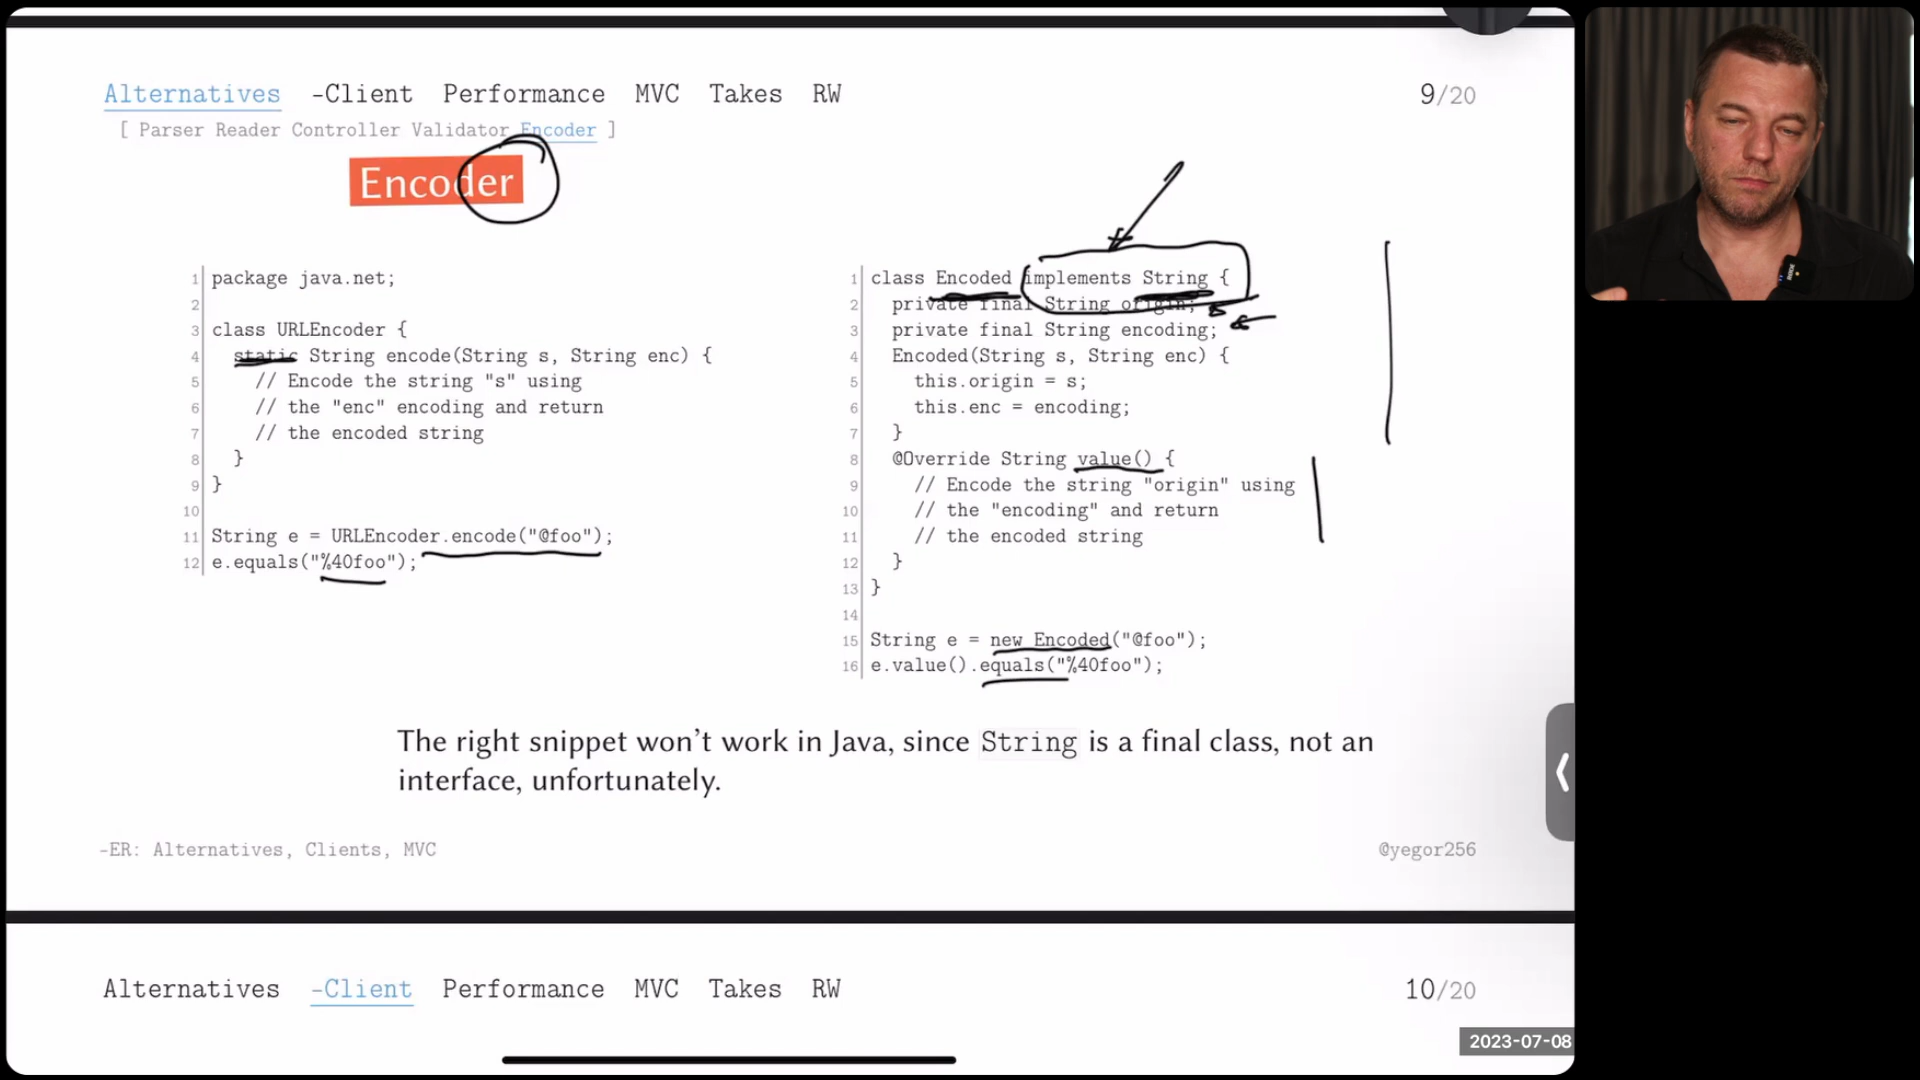 Alternatives -Client Performance MVC Takes RW 9/20
[ Parser Reader Controller Validator Encoder ]
Encoder
1 package java.net;
2
3 class URLEncoder {
4 static String encode(String s, String enc) {
5 // Encode the string "s" using
6 // the "enc" encoding and return
7 // the encoded string
8 }
9 }
10
11 String e = URLEncoder.encode("@foo");
12 e.equals("%40foo");
1 class Encoded implements String {
2 private final String origin;
3 private final String encoding;
4 Encoded(String s, String enc) {
5 this.origin = s;
6 this.enc = encoding;
7 }
8 @Override String value() {
9 // Encode the string "origin" using
10 // the "encoding" and return
11 // the encoded string
12 }
13 }
14
15 String e = new Encoded("@foo");
16 e.value().equals("%40foo");
The right snippet won’t work in Java, since String is a final class, not an
interface, unfortunately.
-ER: Alternatives, Clients, MVC @yegor256
Alternatives -Client Performance MVC Takes RW 10/20
2023-07-08